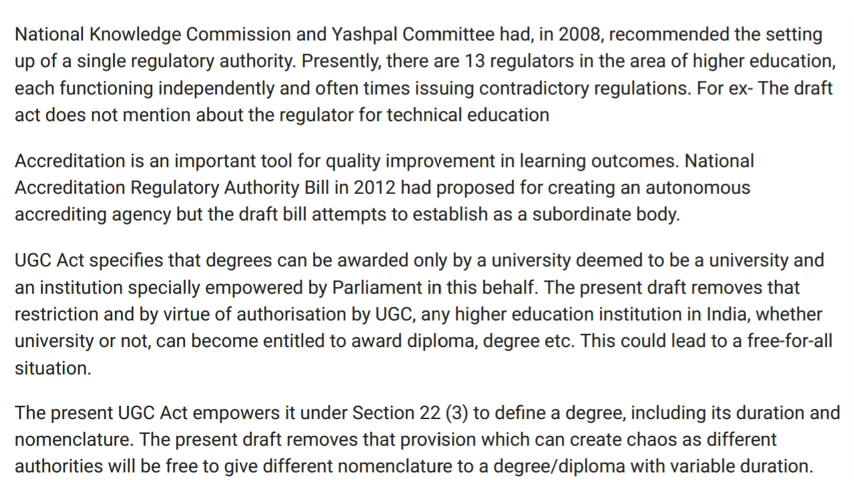 National Knowledge Commission and Yashpal Committee had, in 2008, recommended the setting
up of a single regulatory authority. Presently, there are 13 regulators in the area of higher education,
each functioning independently and often times issuing contradictory regulations. For ex- The draft
act does not mention about the regulator for technical education
Accreditation is an important tool for quality improvement in learning outcomes. National
Accreditation Regulatory Authority Bill in 2012 had proposed for creating an autonomous
accrediting agency but the draft bill attempts to establish as a subordinate body.
UGC Act specifies that degrees can be awarded only by a university deemed to be a university and
an institution specially empowered by Parliament in this behalf. The present draft removes that
restriction and by virtue of authorisation by UGC, any higher education institution in India, whether
university or not, can become entitled to award diploma, degree etc. This could lead to a free-for-all
situation.
The present UGC Act empowers it under Section 22 (3) to define a degree, including its duration and
nomenclature. The present draft removes that provision which can create chaos as different
authorities will be free to give different nomenclature to a degree/diploma with variable duration.